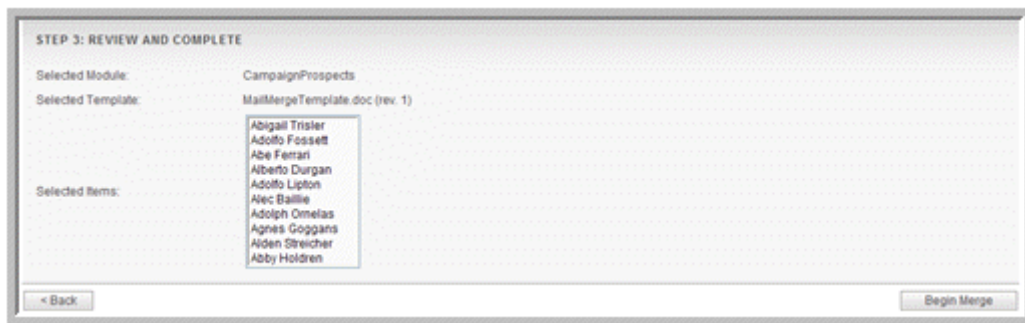 STEP 3: REVIEW AND COMPLETE
Selected Module: CampaignProspects
Selected Template: MailMergeTemplate.doc (rev. 1)
Selected Items:
Abigail Trisler
Adolfo Fossett
Abe Ferrari
Alberto Durgan
Adolfo Lipton
Alec Baillie
Adolph Ornelas
Agnes Goggans
Alden Streicher
Abby Holdren
< Back Begin Merge